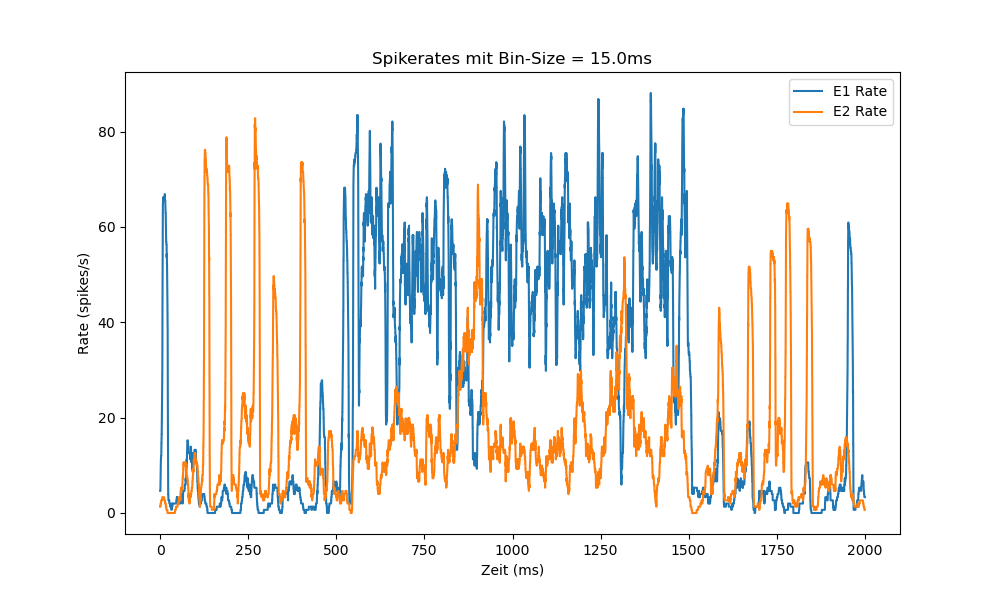 Spikerates mit Bin-Size = 15.0ms
E1 Rate
E2 Rate
Rate (spikes/s)
80
60
40
20
0
0 250 500 750 1000 1250 1500 1750 2000
Zeit (ms)